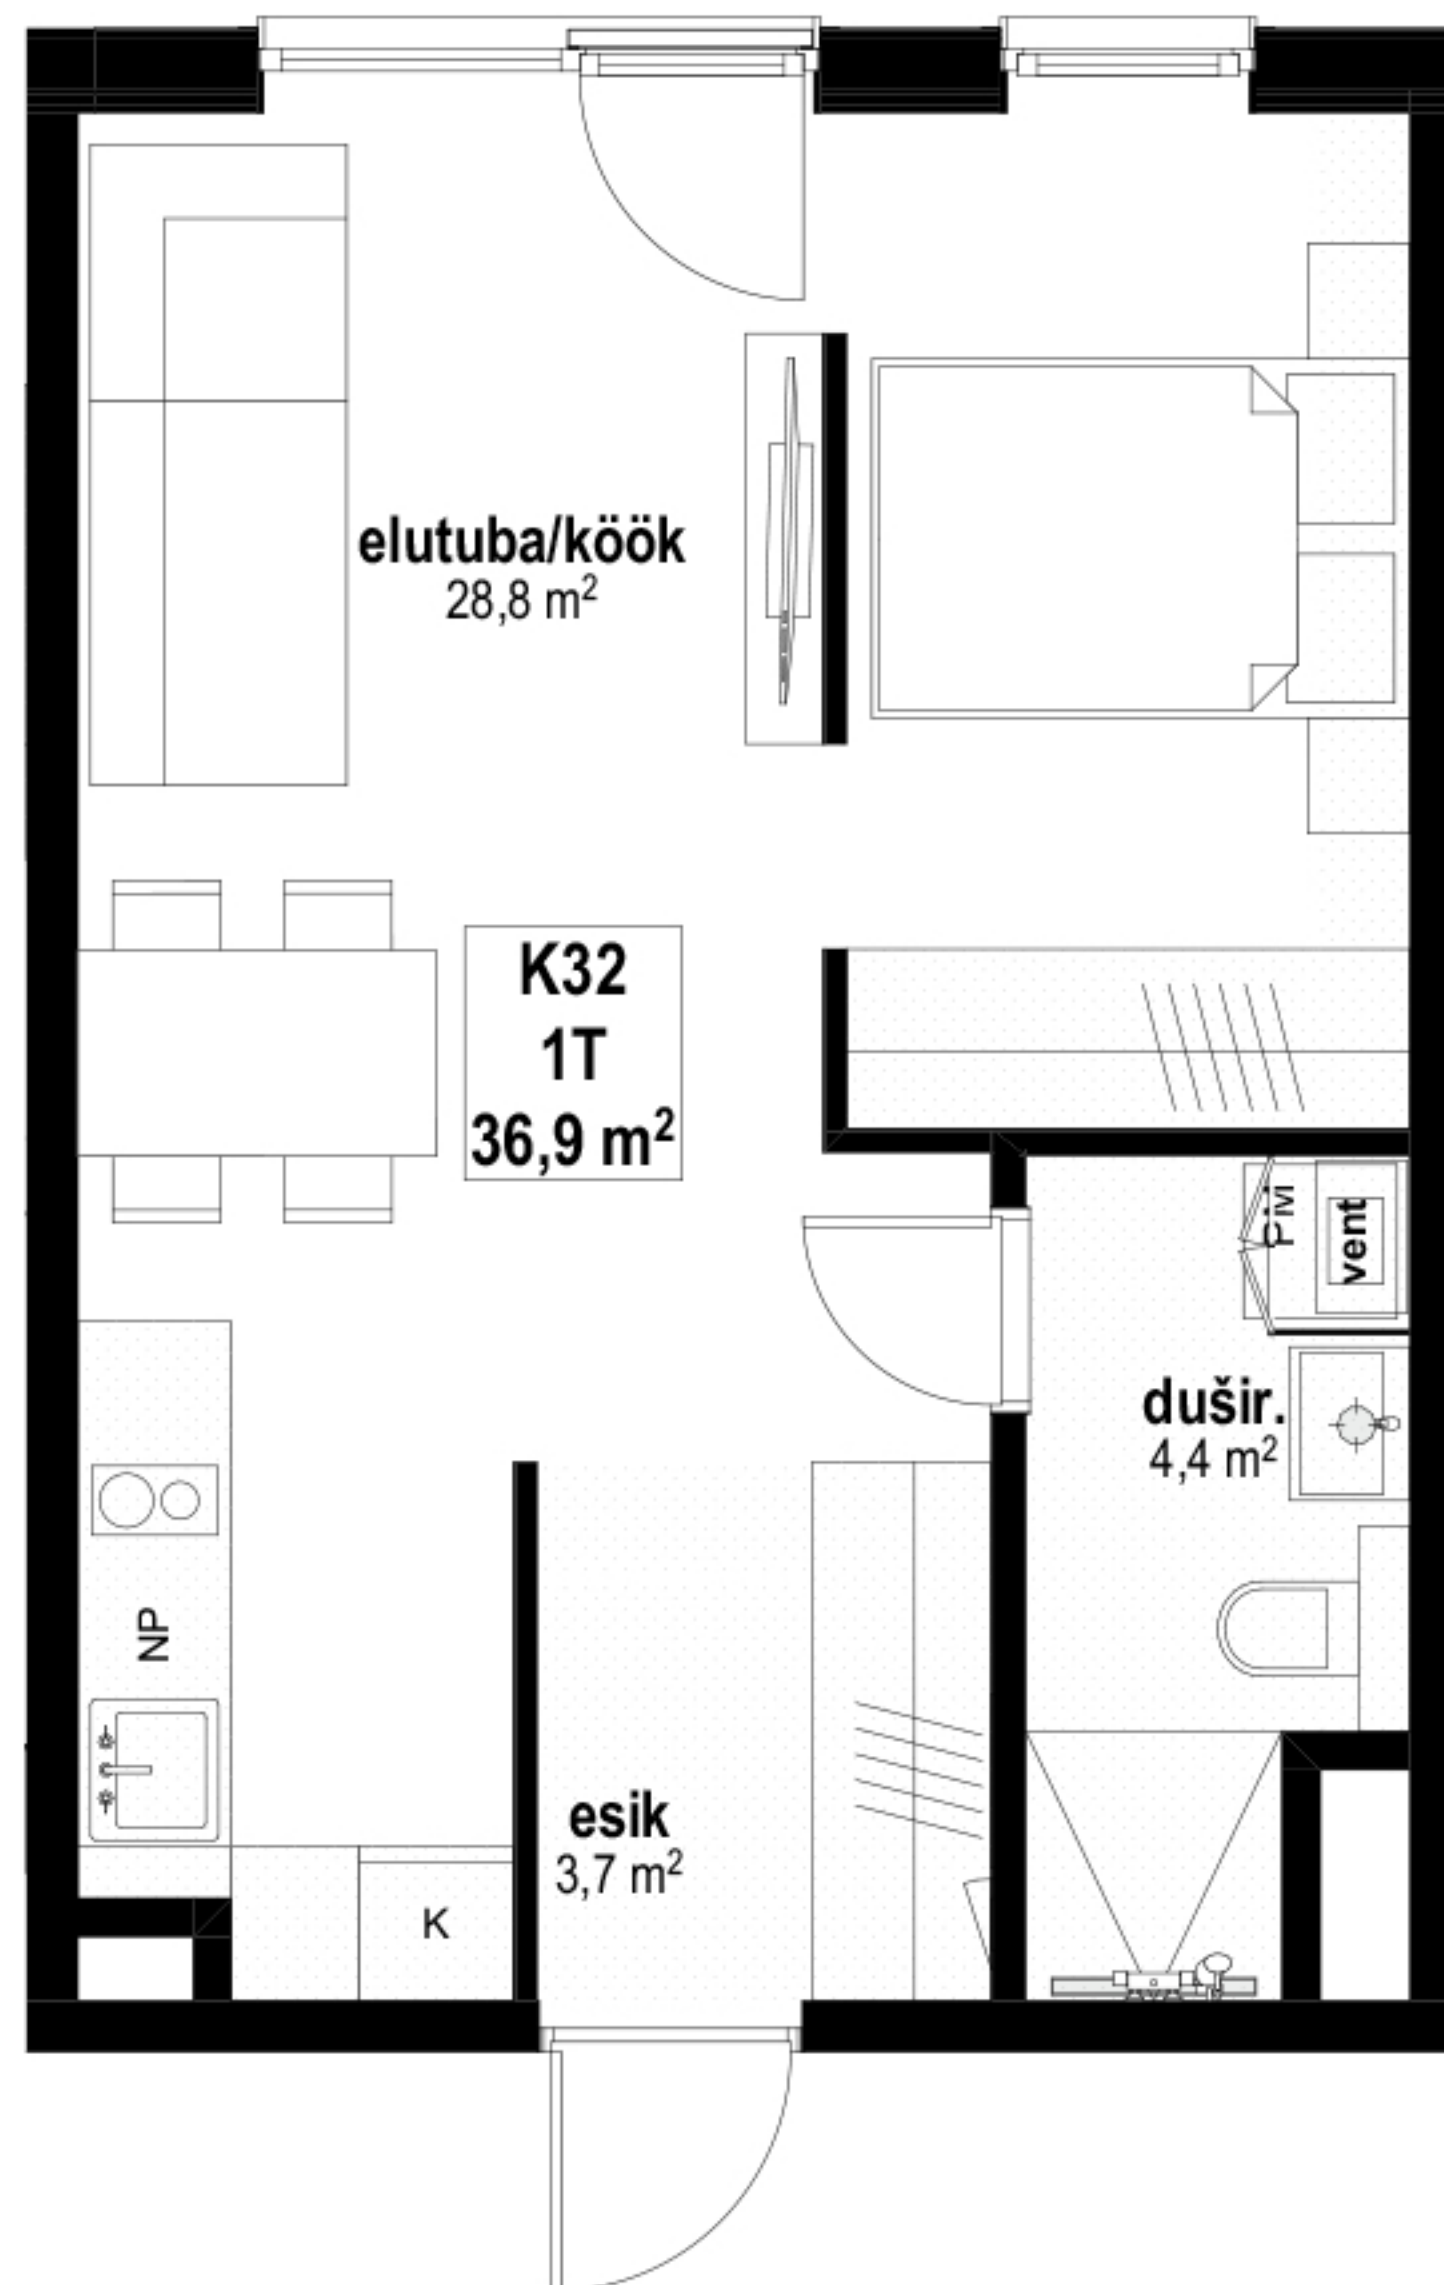 elutuba/köök
28,8 m²
K32
1T
36,9 m²
Pivi
vent
dušir.
4,4 m²
NP
esik
3,7 m²
K